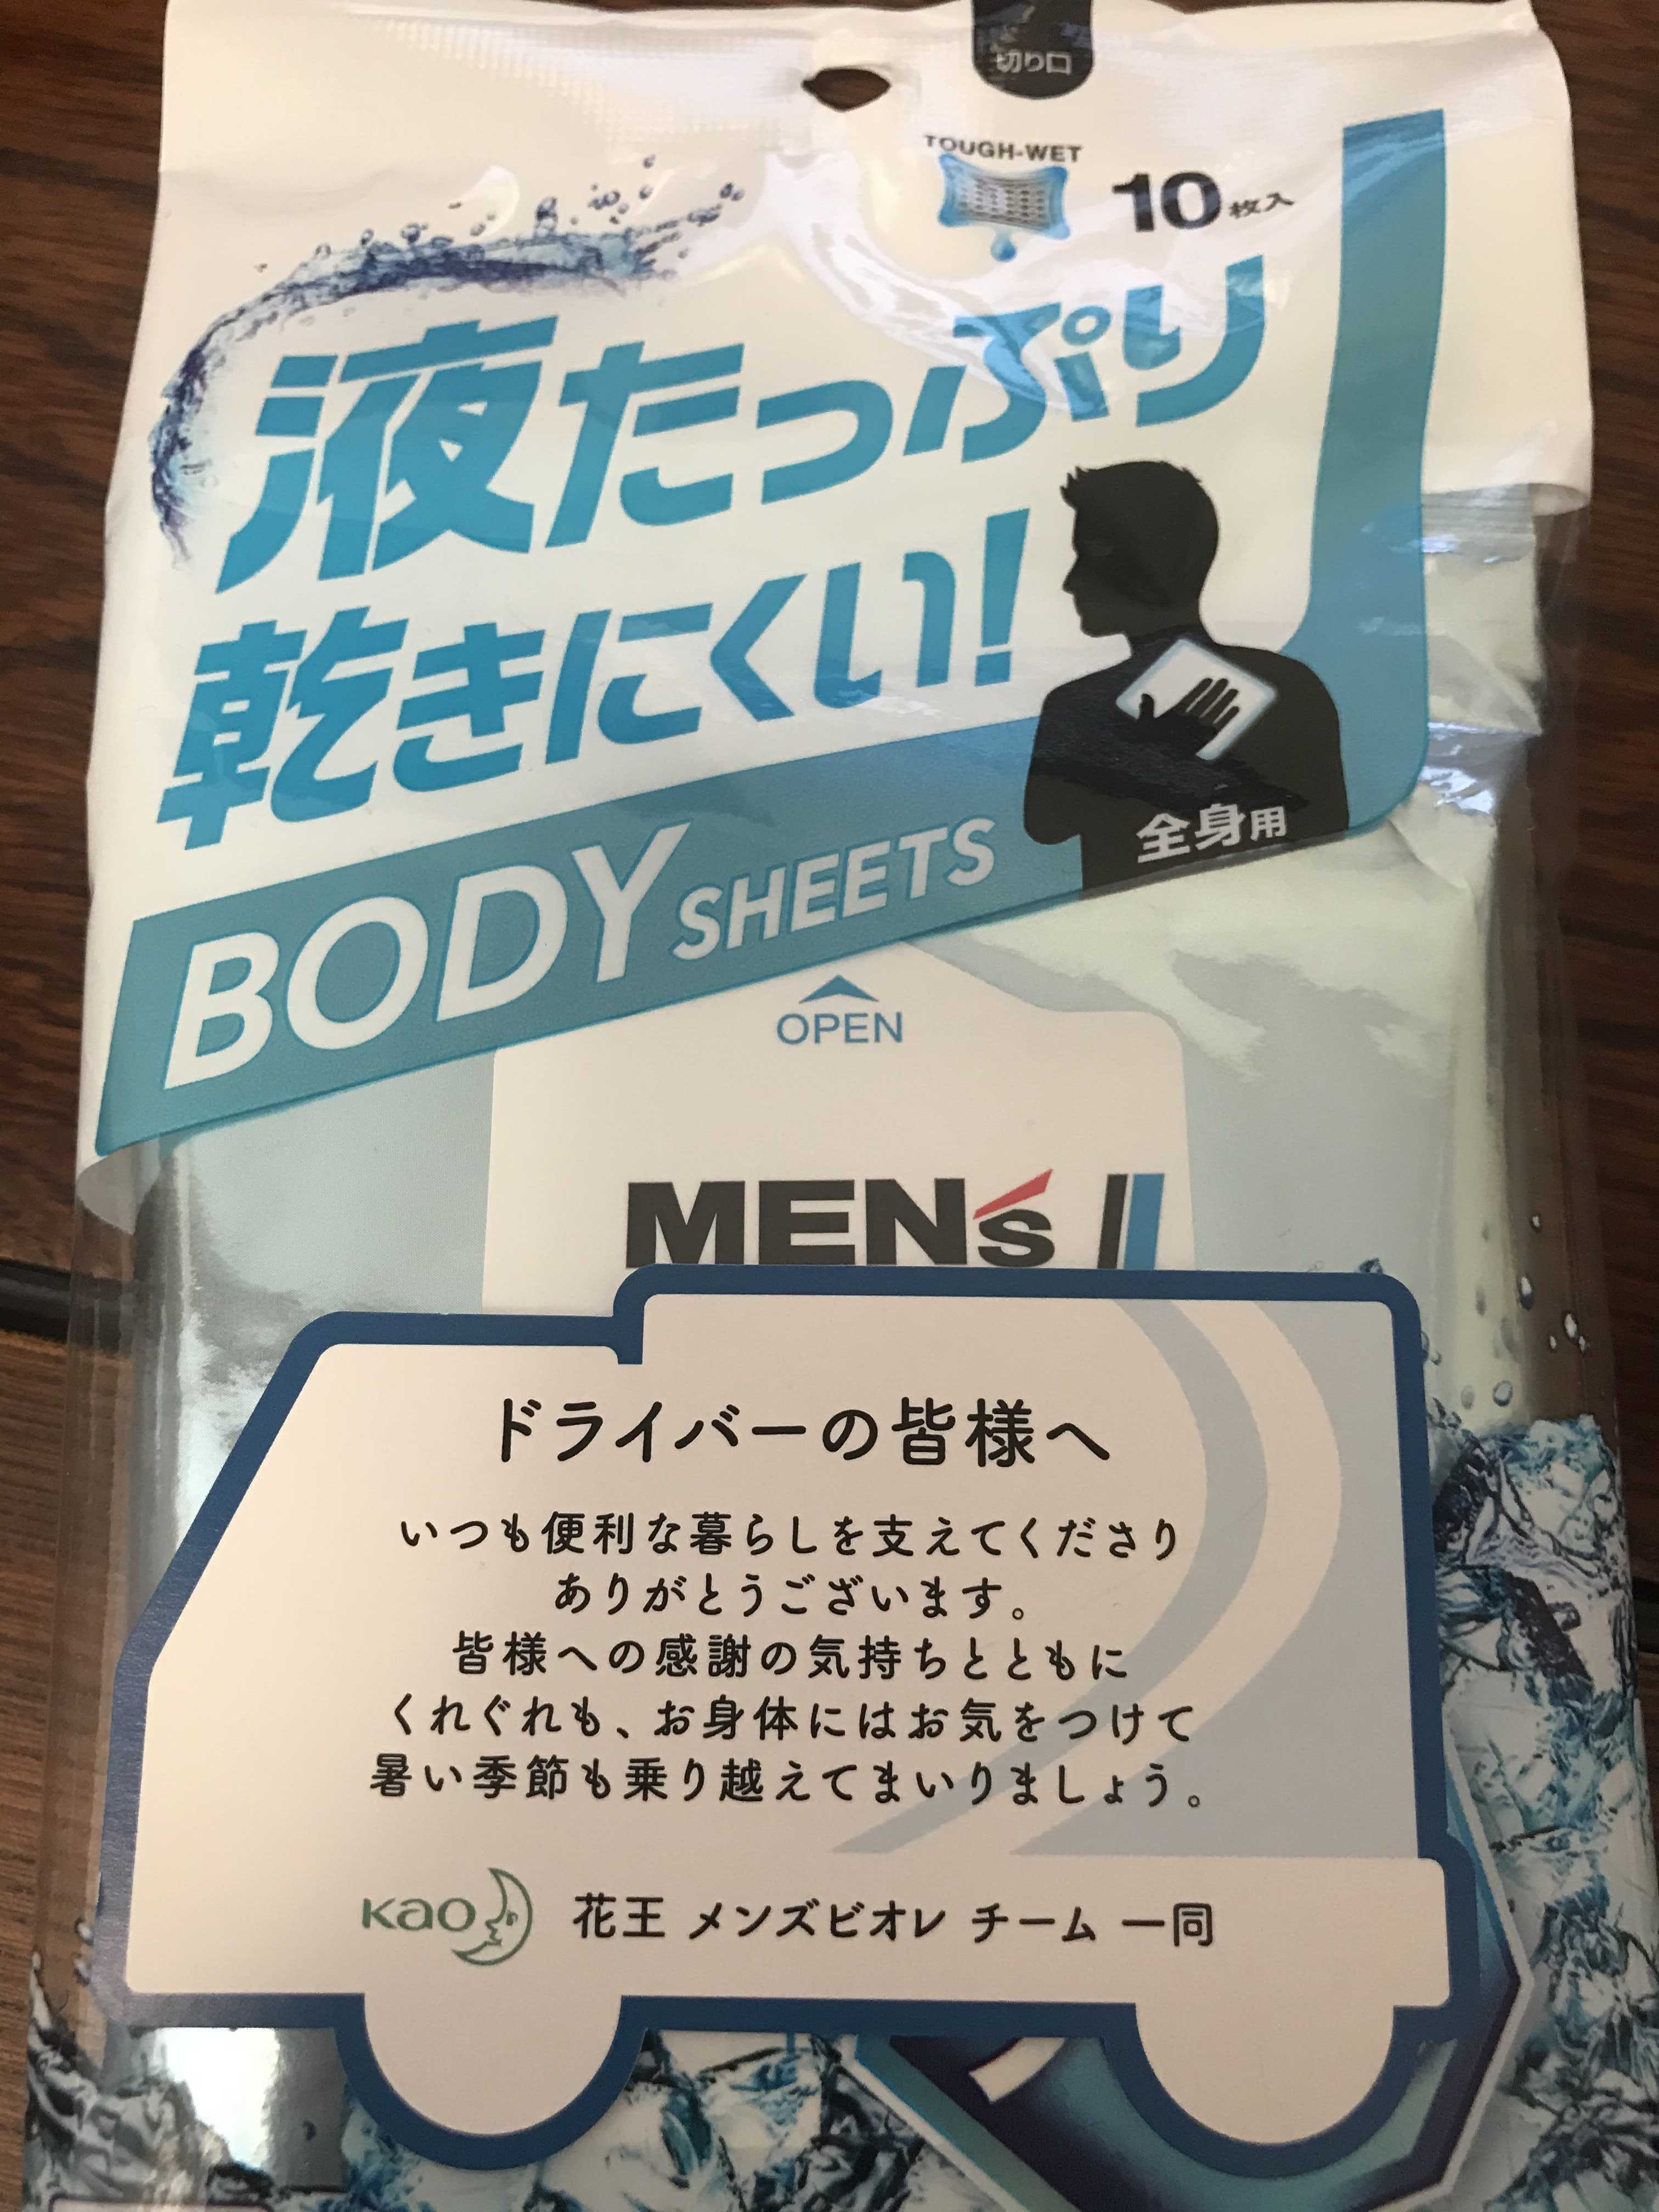 切り口
TOUGH-WET
10枚入
液たっぷり
乾きにくい!
全身用
BODY SHEETS
OPEN
MEN's
ドライバーの皆様へ
いつも便利な暮らしを支えてくださり
ありがとうございます。
皆様への感謝の気持ちとともに
くれぐれも、お身体にはお気をつけて
暑い季節も乗り越えてまいりましょう。
Kao 花王 メンズビオレ チーム 一同